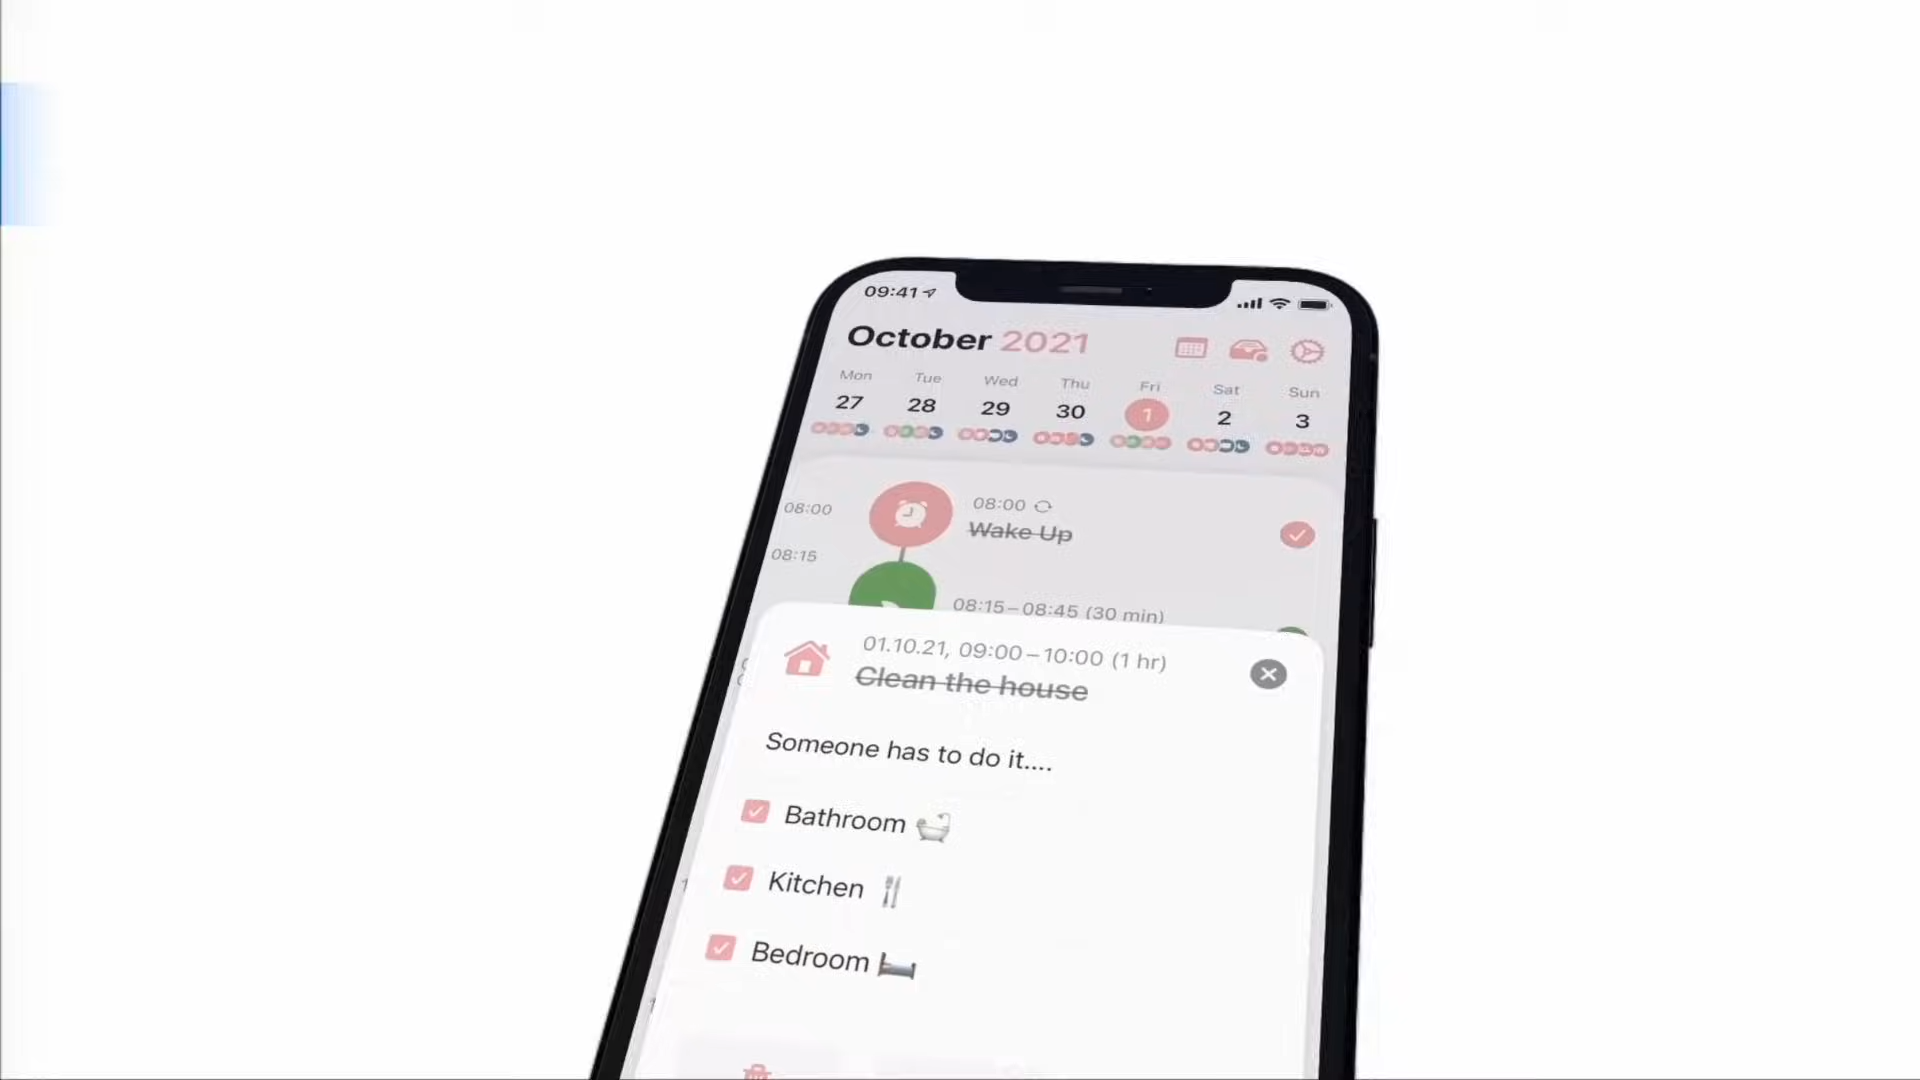 09:41
October 2021
Mon Tue Wed Thu Fri Sat Sun
27 28 29 30 1 2 3
08:00
08:00
Wake Up
08:15
08:15–08:45 (30 min)
01.10.21, 09:00–10:00 (1 hr)
Clean the house
Someone has to do it....
Bathroom
Kitchen
Bedroom